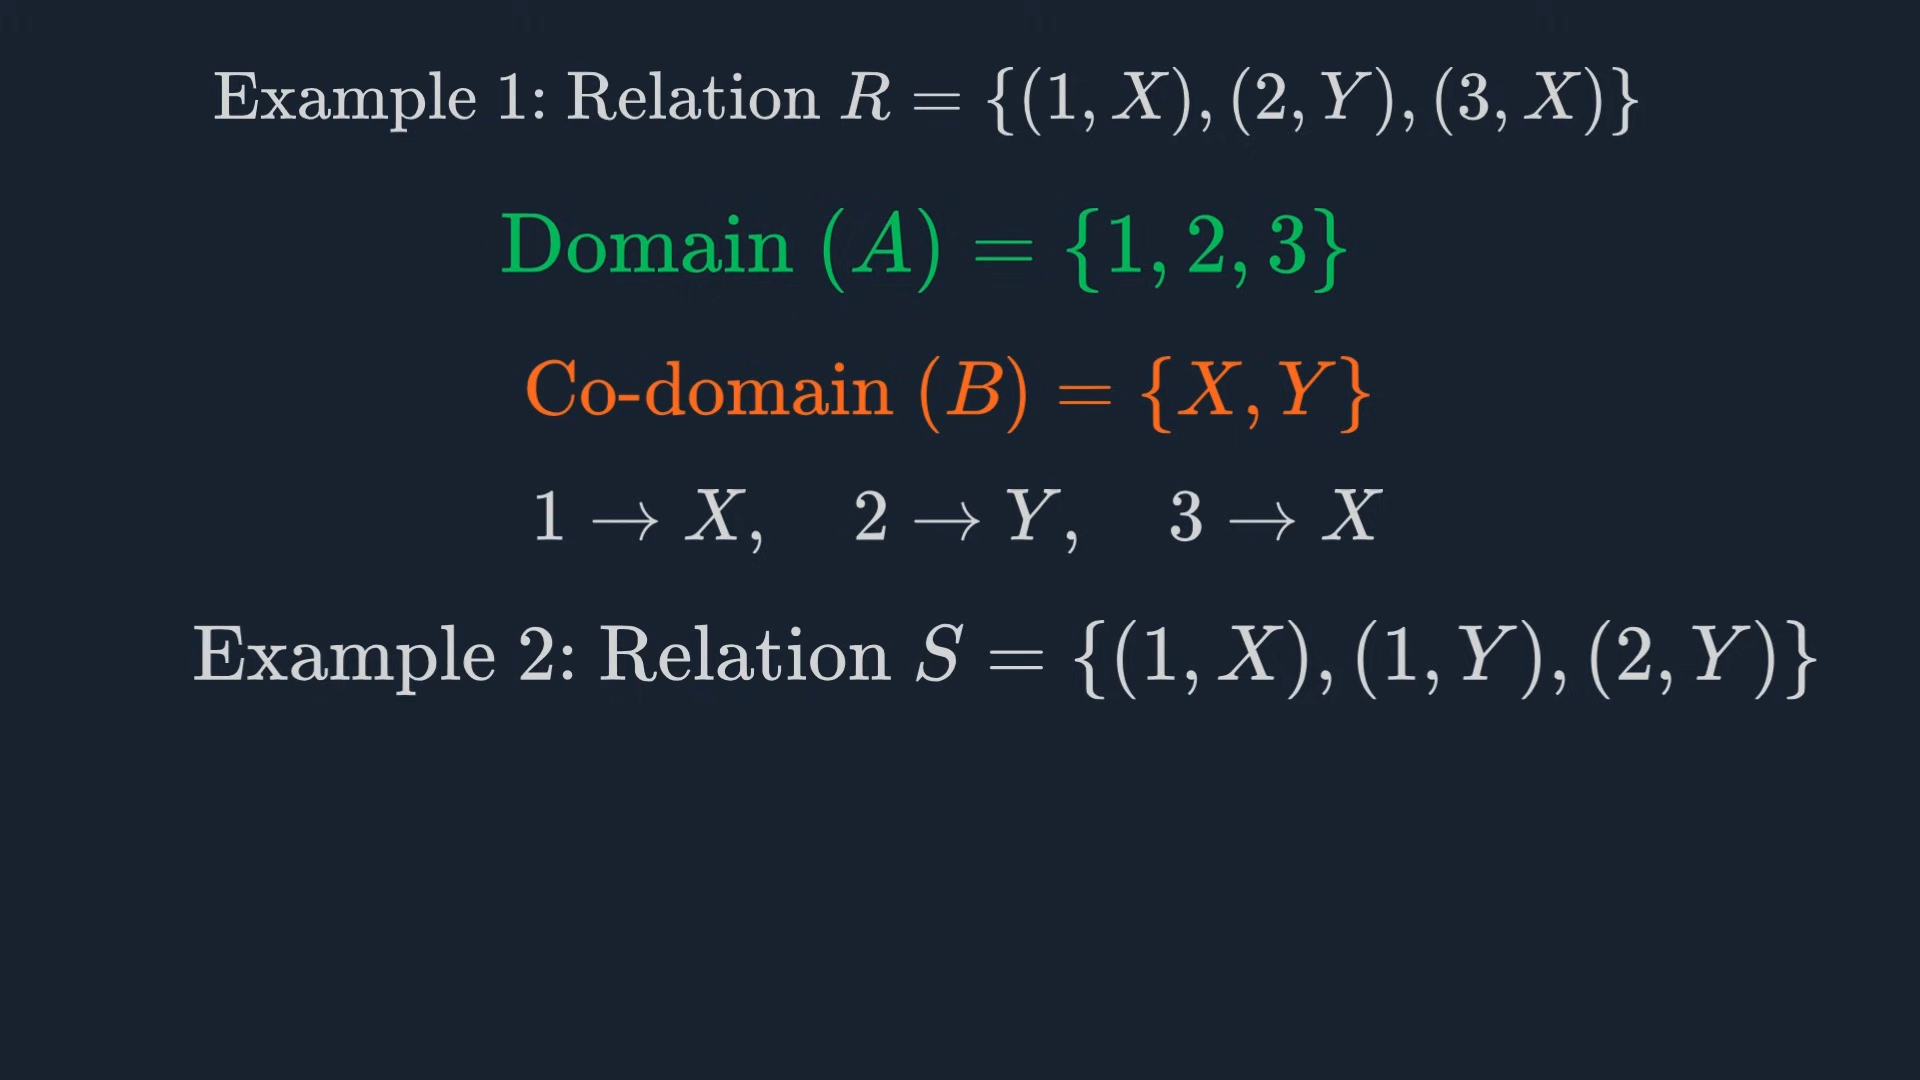 Example 1: Relation R = {(1, X), (2, Y), (3, X)}
Domain (A) = {1, 2, 3}
Co-domain (B) = {X, Y}
1 → X, 2 → Y, 3 → X
Example 2: Relation S = {(1, X), (1, Y), (2, Y)}